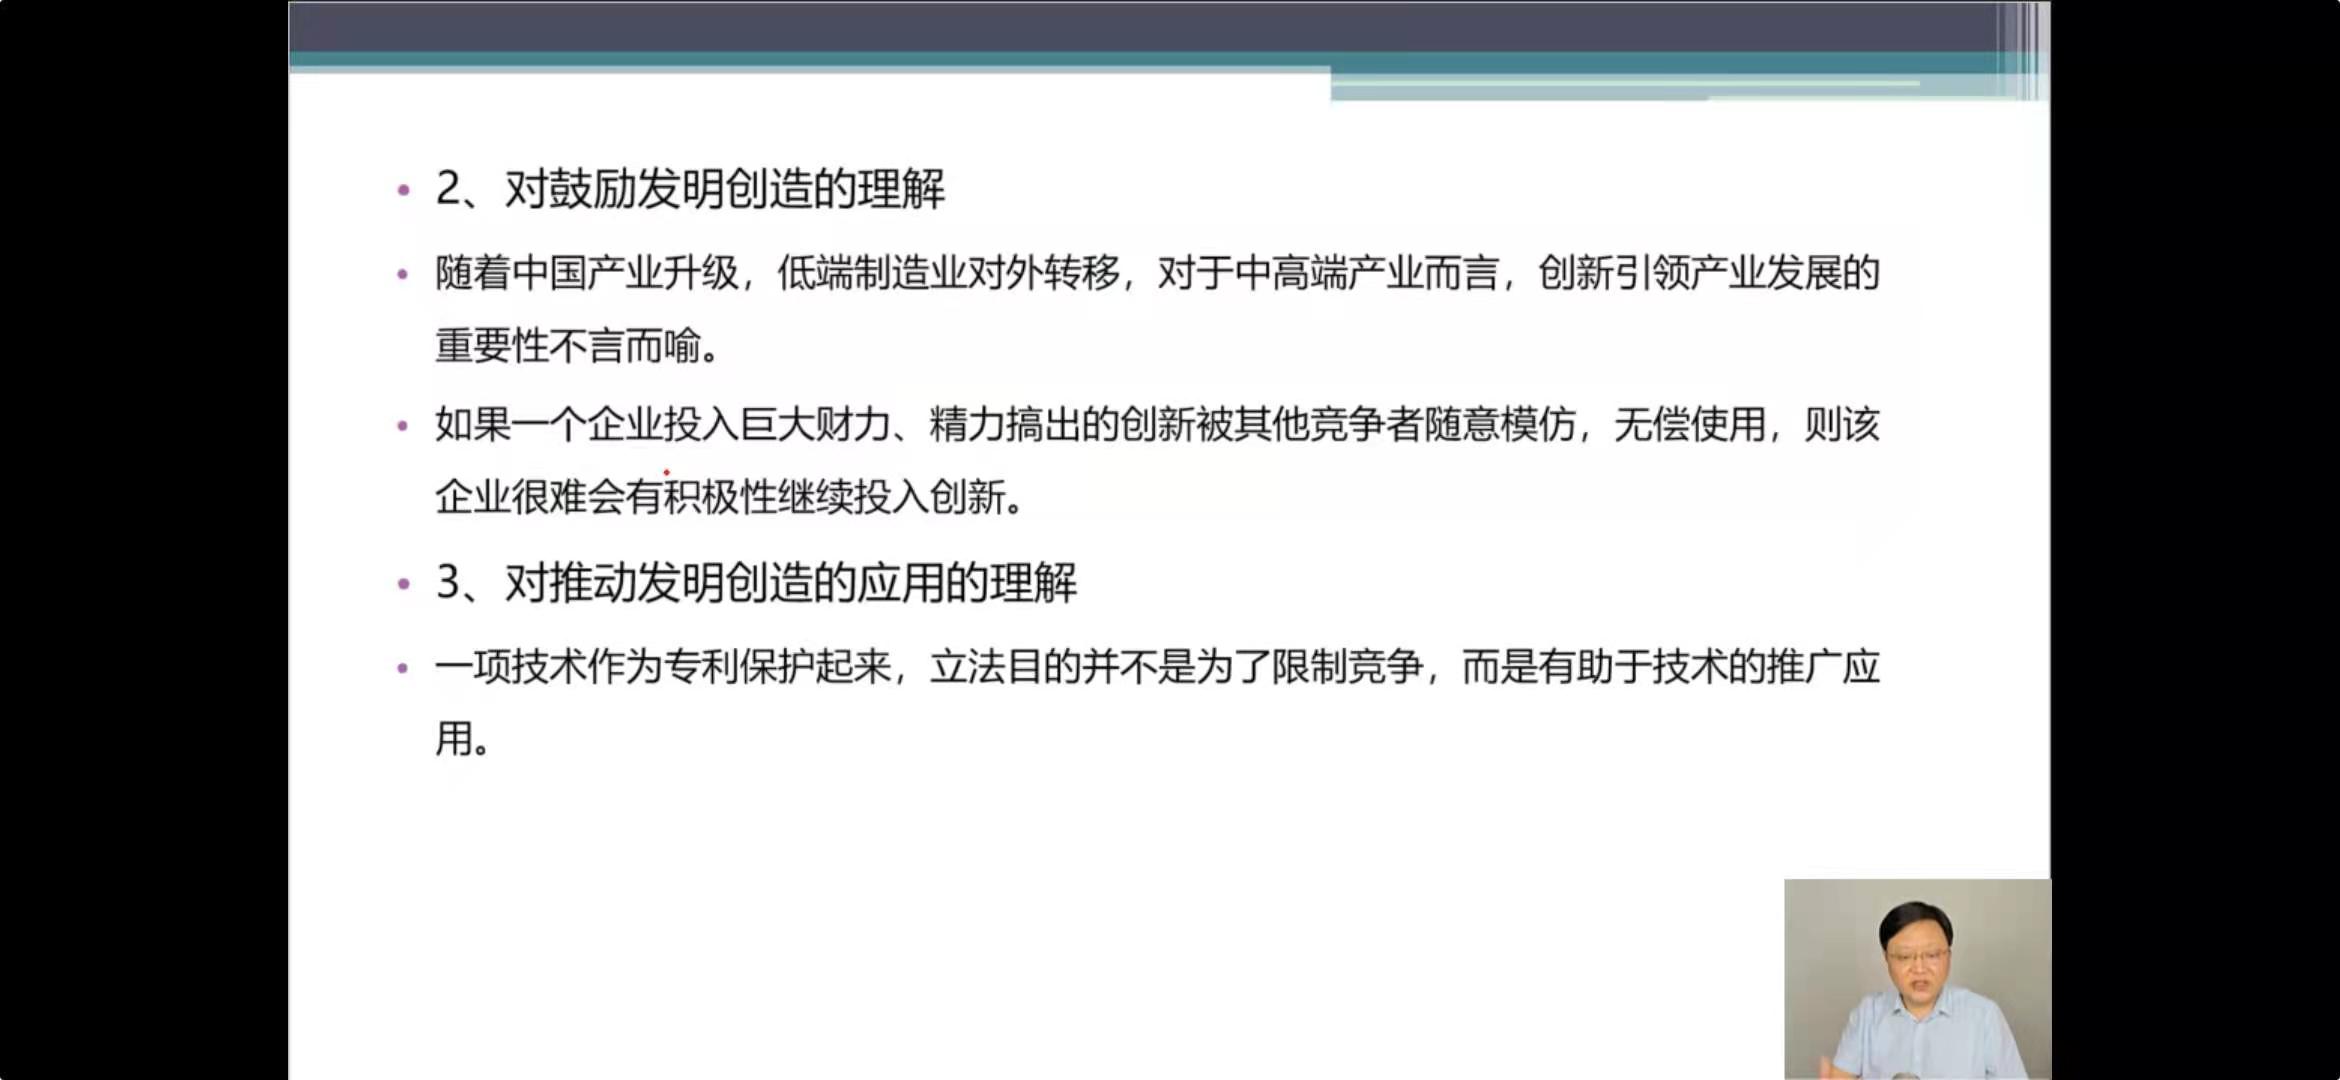 • 2、对鼓励发明创造的理解
• 随着中国产业升级，低端制造业对外转移，对于中高端产业而言，创新引领产业发展的
重要性不言而喻。
• 如果一个企业投入巨大财力、精力搞出的创新被其他竞争者随意模仿，无偿使用，则该
企业很难会有积极性继续投入创新。
• 3、对推动发明创造的应用的理解
• 一项技术作为专利保护起来，立法目的并不是为了限制竞争，而是有助于技术的推广应
用。